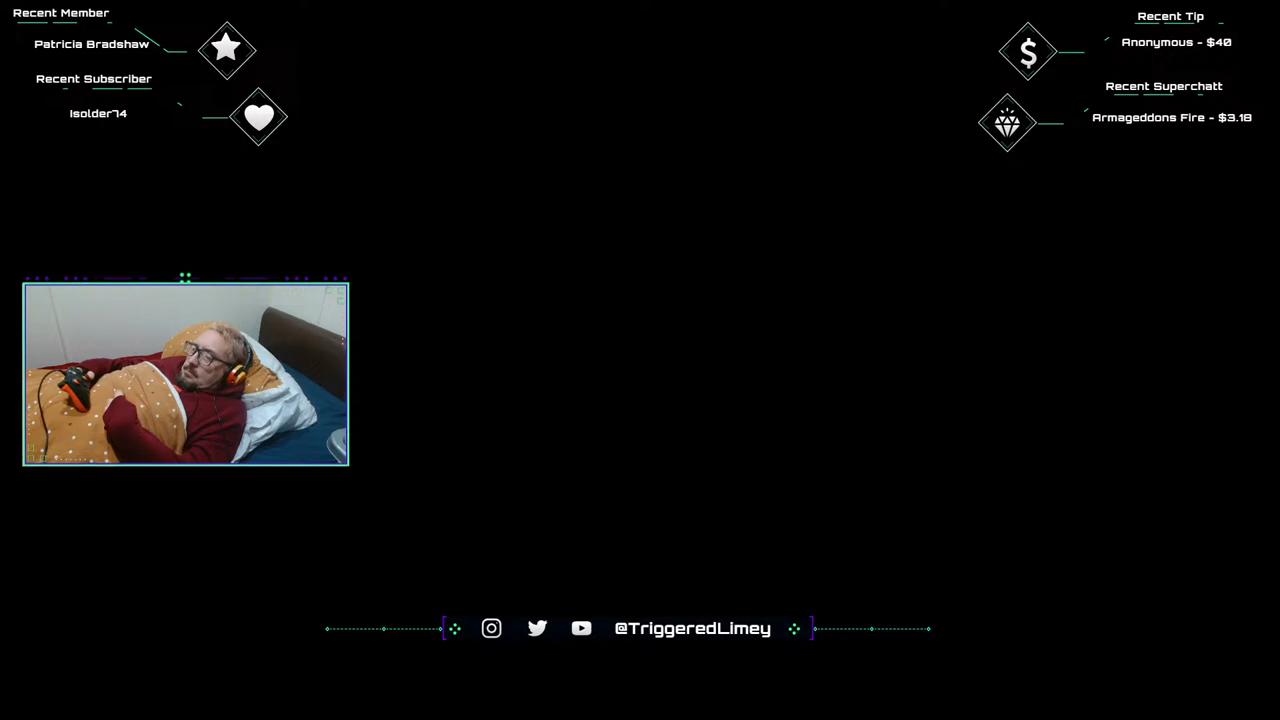 Recent Member
Patricia Bradshaw
Recent Subscriber
Isolder74
Recent Tip
Anonymous - $40
Recent Superchatt
Armageddons Fire - $3.18
@TriggeredLimey